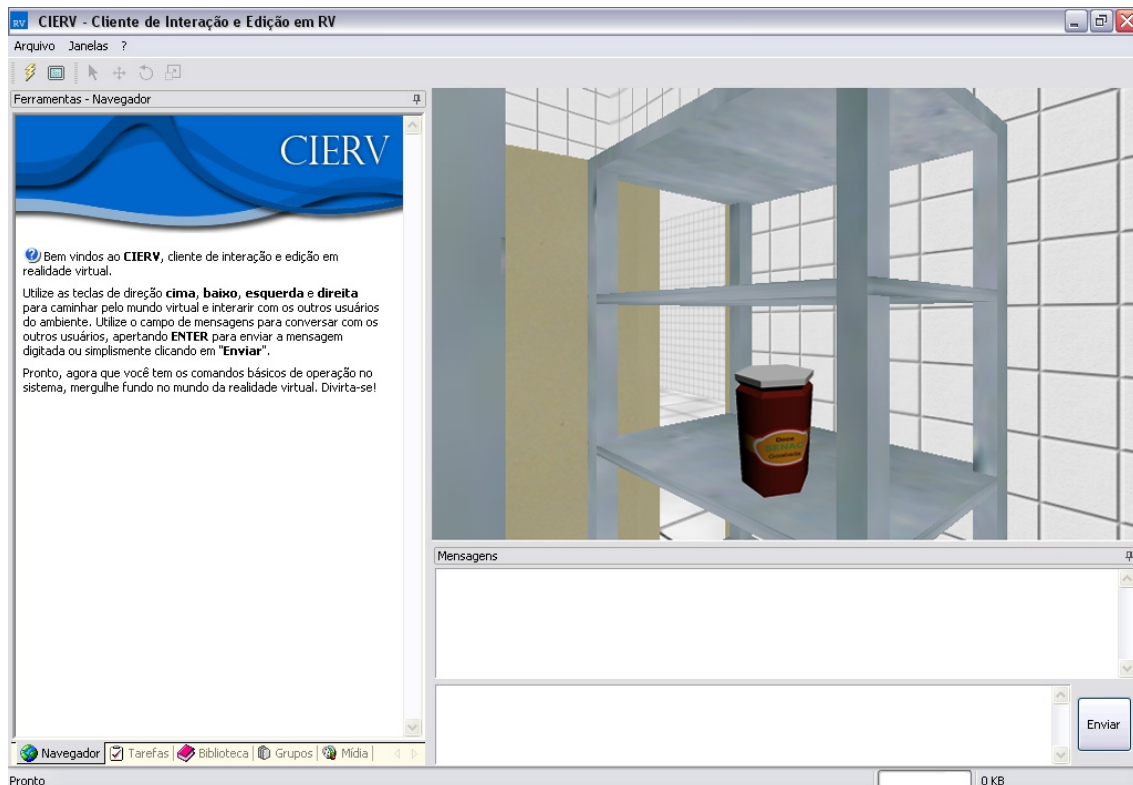 RV CIERV - Cliente de Interação e Edição em RV
Arquivo Janelas ?
Ferramentas - Navegador
CIERV
Bem vindos ao CIERV, cliente de interação e edição em
realidade virtual.
Utilize as teclas de direção cima, baixo, esquerda e direita
para caminhar pelo mundo virtual e interarir com os outros usuários
do ambiente. Utilize o campo de mensagens para conversar com os
outros usuários, apertando ENTER para enviar a mensagem
digitada ou simplismente clicando em "Enviar".
Pronto, agora que você tem os comandos básicos de operação no
sistema, mergulhe fundo no mundo da realidade virtual. Divirta-se!
Doce
SENAC
Mensagens
Enviar
Navegador Tarefas Biblioteca Grupos Mídia
Pronto
0 KB